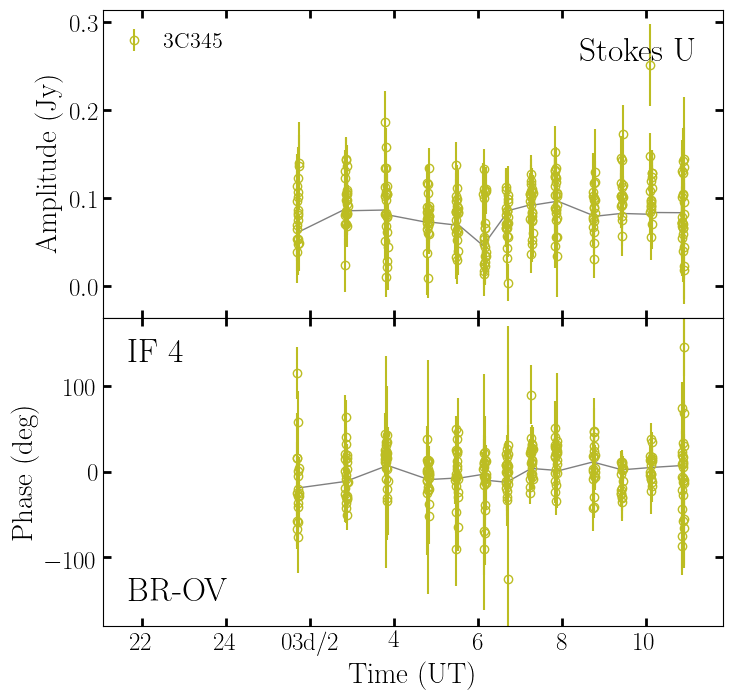 0.3
3C345
Stokes U
0.2
0.1
0.0
Amplitude (Jy)
IF 4
100
0
−100
Phase (deg)
BR-OV
22 24 03d/2 4 6 8 10
Time (UT)